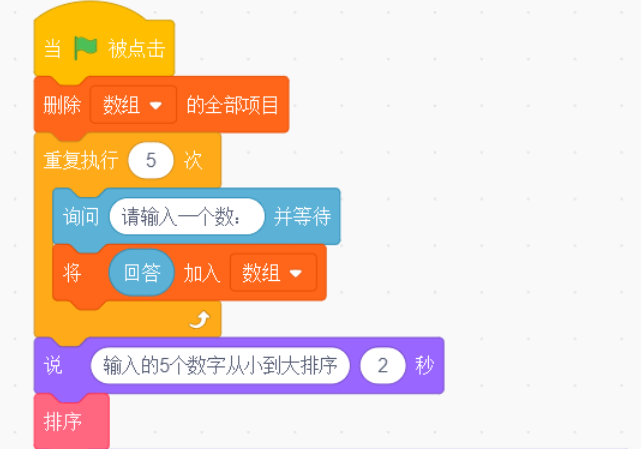 当 被点击
删除 数组 的全部项目
重复执行 5 次
询问 请输入一个数： 并等待
将 回答 加入 数组
说 输入的5个数字从小到大排序 2 秒
排序